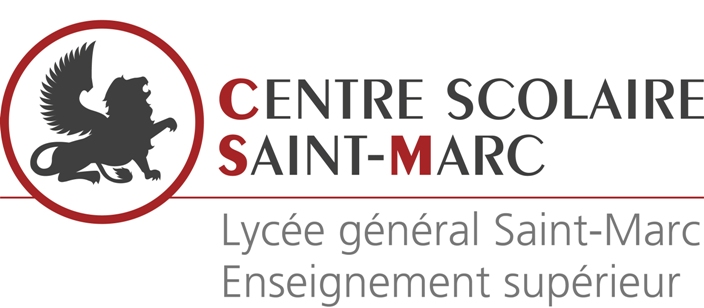 CENTRE SCOLAIRE
SAINT-MARC
Lycée général Saint-Marc
Enseignement supérieur